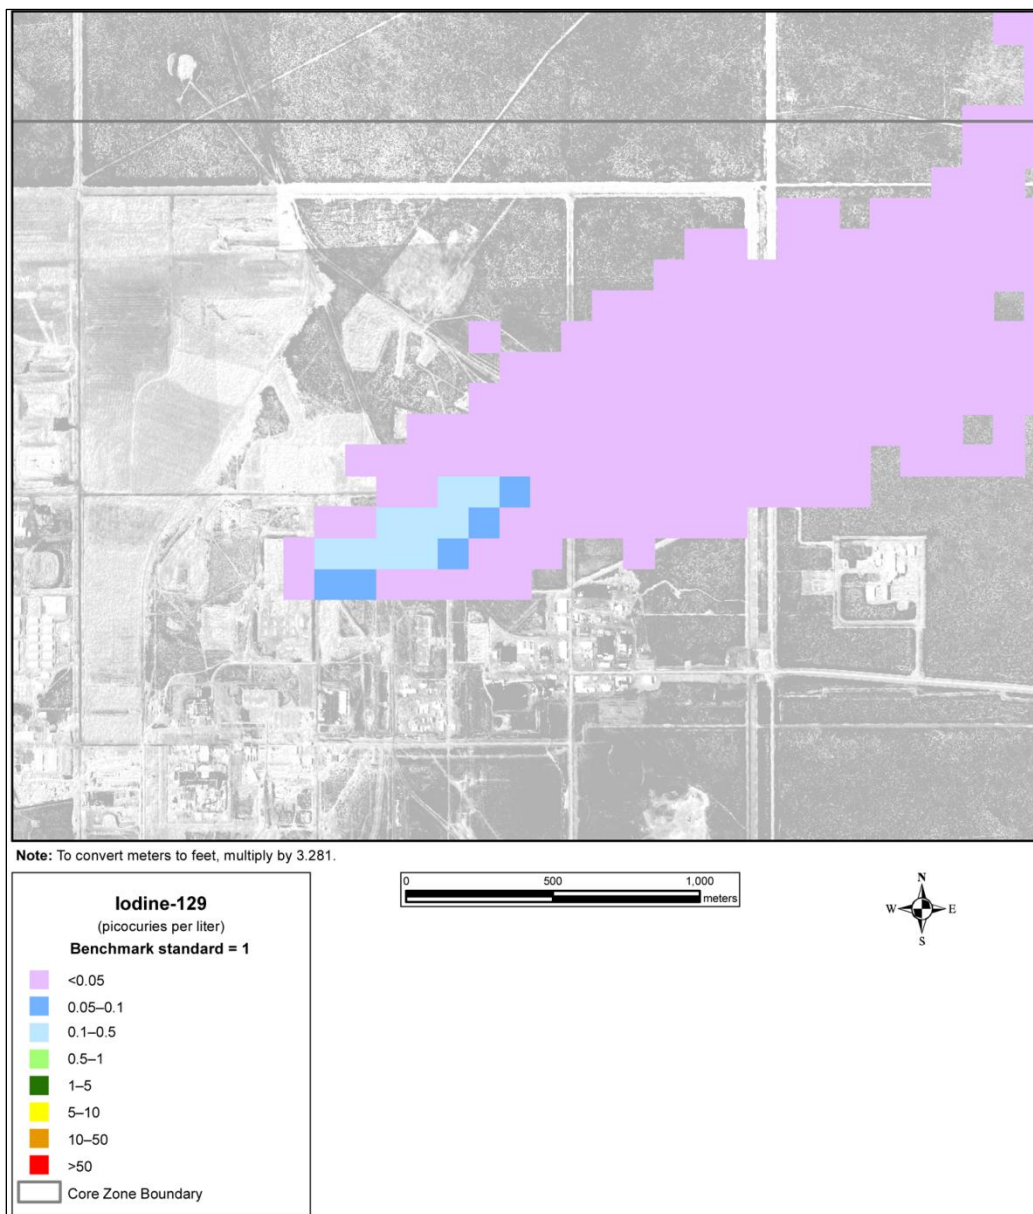 Note: To convert meters to feet, multiply by 3.281.
Iodine-129
(picocuries per liter)
Benchmark standard = 1
<0.05
0.05–0.1
0.1–0.5
0.5–1
1–5
5–10
10–50
>50
Core Zone Boundary
0 500 1,000
meters
N
W E
S